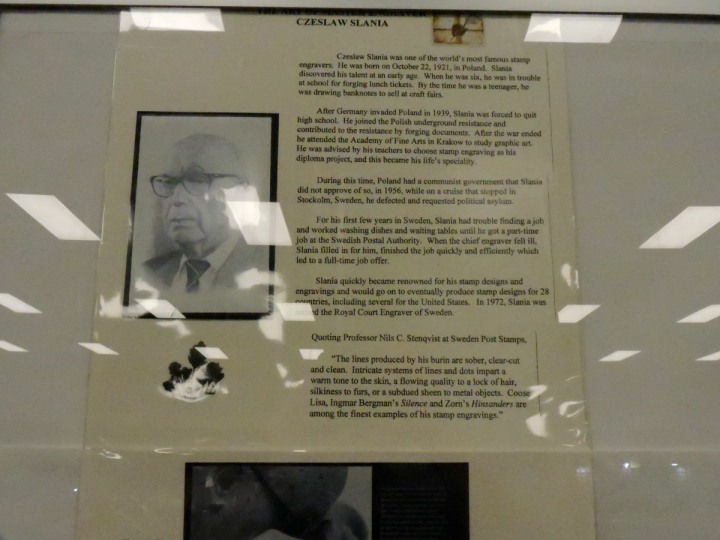 THE ART OF MASTER ENGRAVER
CZESLAW SLANIA
Czeslaw Slania was one of the world's most famous stamp
engravers. He was born on October 22, 1921, in Poland. Slania
discovered his talent at an early age. When he was six, he was in trouble
at school for forging lunch tickets. By the time he was a teenager, he
was drawing banknotes to sell at craft fairs.
After Germany invaded Poland in 1939, Slania was forced to quit
high school. He joined the Polish underground resistance and
contributed to the resistance by forging documents. After the war ended
he attended the Academy of Fine Arts in Krakow to study graphic art.
He was advised by his teachers to choose stamp engraving as his
diploma project, and this became his life's speciality.
During this time, Poland had a communist government that Slania
did not approve of so, in 1956, while on a cruise that stopped in
Stockolm, Sweden, he defected and requested political asylum.
For his first few years in Sweden, Slania had trouble finding a job
and worked washing dishes and waiting tables until he got a part-time
job at the Swedish Postal Authority. When the chief engraver fell ill,
Slania filled in for him, finished the job quickly and efficiently which
led to a full-time job offer.
Slania quickly became renowned for his stamp designs and
engravings and would go on to eventually produce stamp designs for 28
countries, including several for the United States. In 1972, Slania was
the Royal Court Engraver of Sweden.
Quoting Professor Nils C. Stenqvist at Sweden Post Stamps,
"The lines produced by his burin are sober, clear-cut
and clean. Intricate systems of lines and dots impart a
warm tone to the skin, a flowing quality to a lock of hair,
silkiness to furs, or a subdued sheen to metal objects. Coose
Lisa, Ingmar Bergman's Silence and Zorn's Hinsanders are
among the finest examples of his stamp engravings."